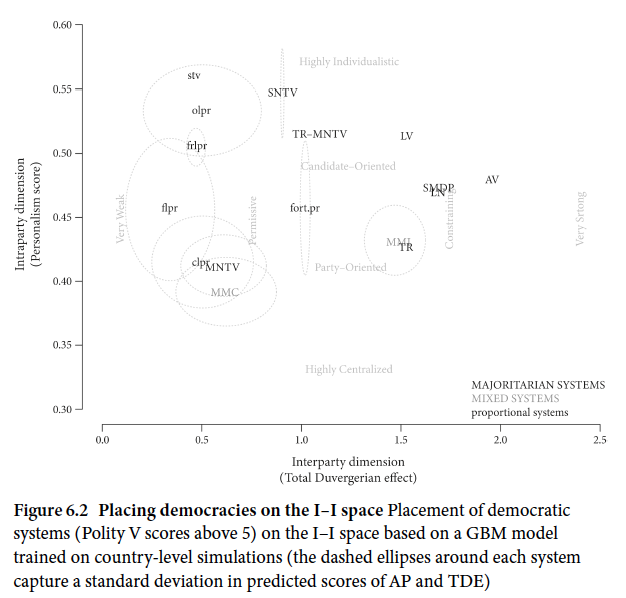 0.60
0.55
0.50
0.45
0.40
0.35
0.30
Intraparty dimension
(Personalism score)
Highly Individualistic
stv
SNTV
olpr
TR–MNTV
LV
frlpr
Candidate–Oriented
AV
SMDP
LN
flpr
fort.pr
Very Weak
Permissive
Constraining
Very Srtong
MMJ
TR
clpr
MNTV
Party–Oriented
MMC
Highly Centralized
MAJORITARIAN SYSTEMS
MIXED SYSTEMS
proportional systems
0.0 0.5 1.0 1.5 2.0 2.5
Interparty dimension
(Total Duvergerian effect)
Figure 6.2 Placing democracies on the I–I space Placement of democratic
systems (Polity V scores above 5) on the I–I space based on a GBM model
trained on country-level simulations (the dashed ellipses around each system
capture a standard deviation in predicted scores of AP and TDE)